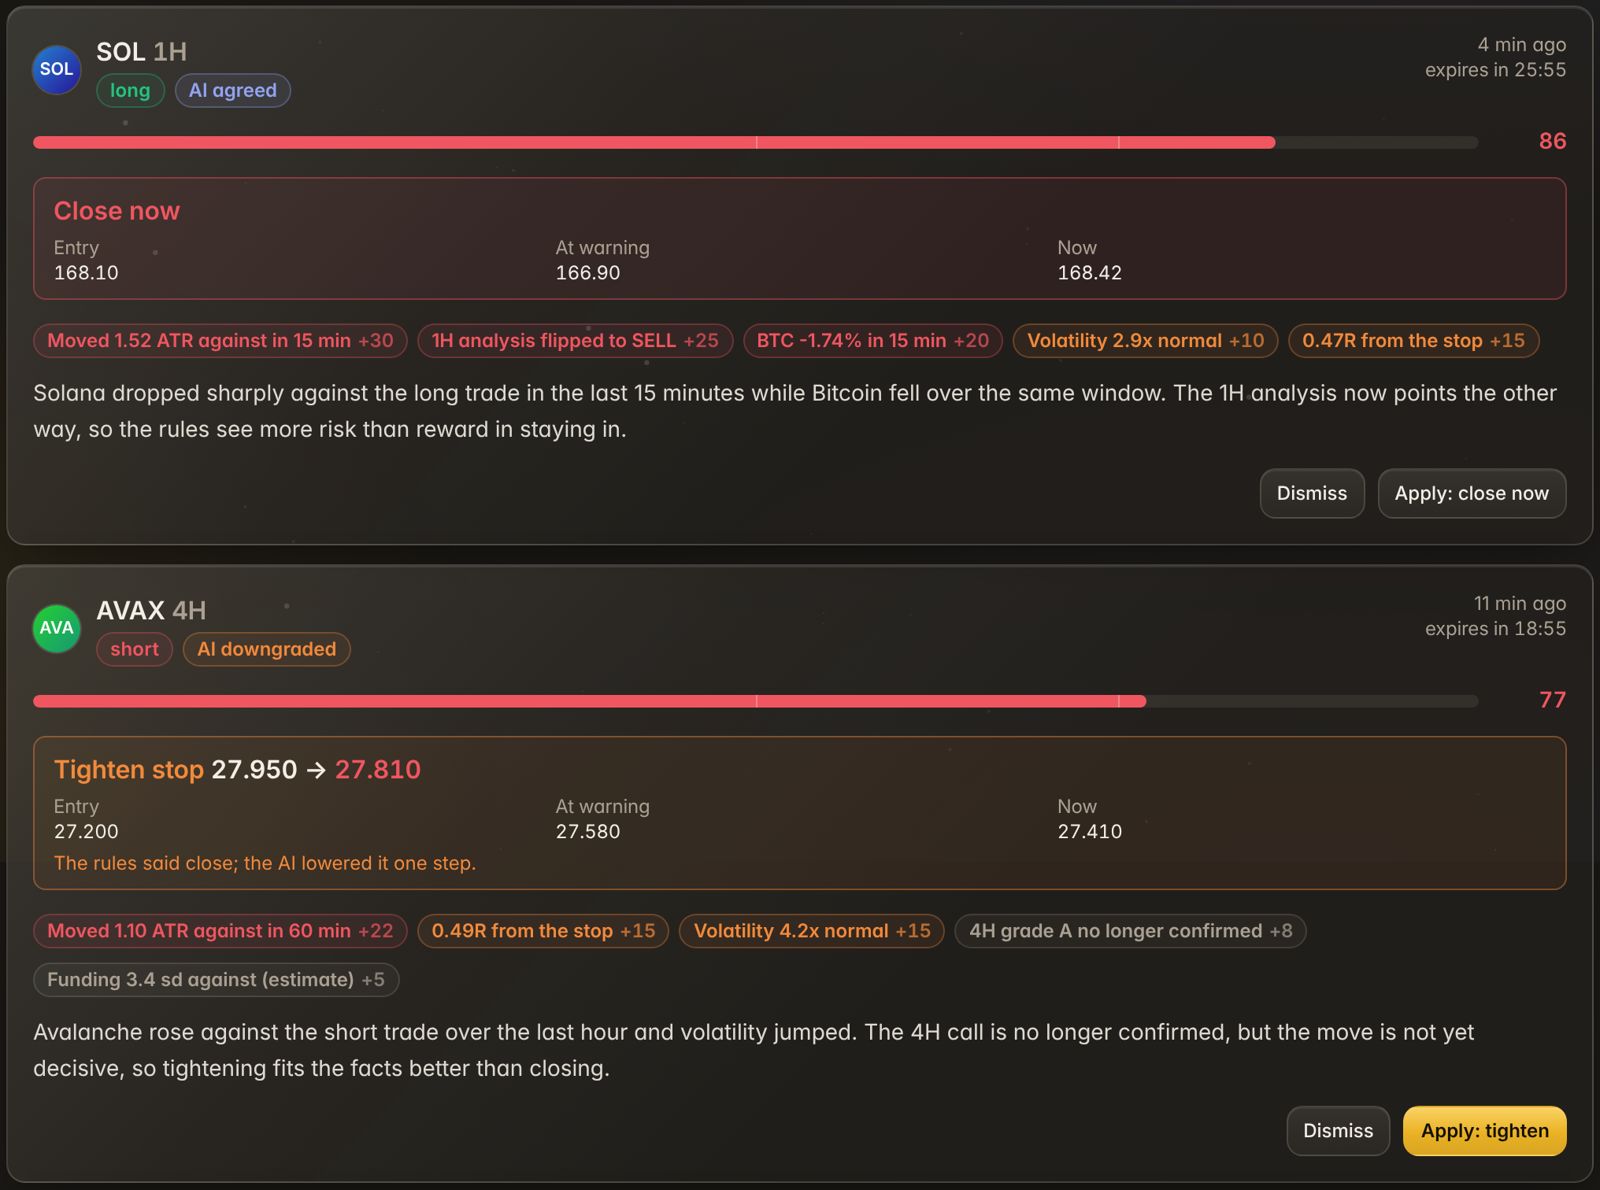 SOL
SOL 1H
long
AI agreed
4 min ago
expires in 25:55
86
Close now
Entry
168.10
At warning
166.90
Now
168.42
Moved 1.52 ATR against in 15 min +30
1H analysis flipped to SELL +25
BTC -1.74% in 15 min +20
Volatility 2.9x normal +10
0.47R from the stop +15
Solana dropped sharply against the long trade in the last 15 minutes while Bitcoin fell over the same window. The 1H analysis now points the other
way, so the rules see more risk than reward in staying in.
Dismiss
Apply: close now
AVA
AVAX 4H
short
AI downgraded
11 min ago
expires in 18:55
77
Tighten stop 27.950 → 27.810
Entry
27.200
At warning
27.580
Now
27.410
The rules said close; the AI lowered it one step.
Moved 1.10 ATR against in 60 min +22
0.49R from the stop +15
Volatility 4.2x normal +15
4H grade A no longer confirmed +8
Funding 3.4 sd against (estimate) +5
Avalanche rose against the short trade over the last hour and volatility jumped. The 4H call is no longer confirmed, but the move is not yet
decisive, so tightening fits the facts better than closing.
Dismiss
Apply: tighten